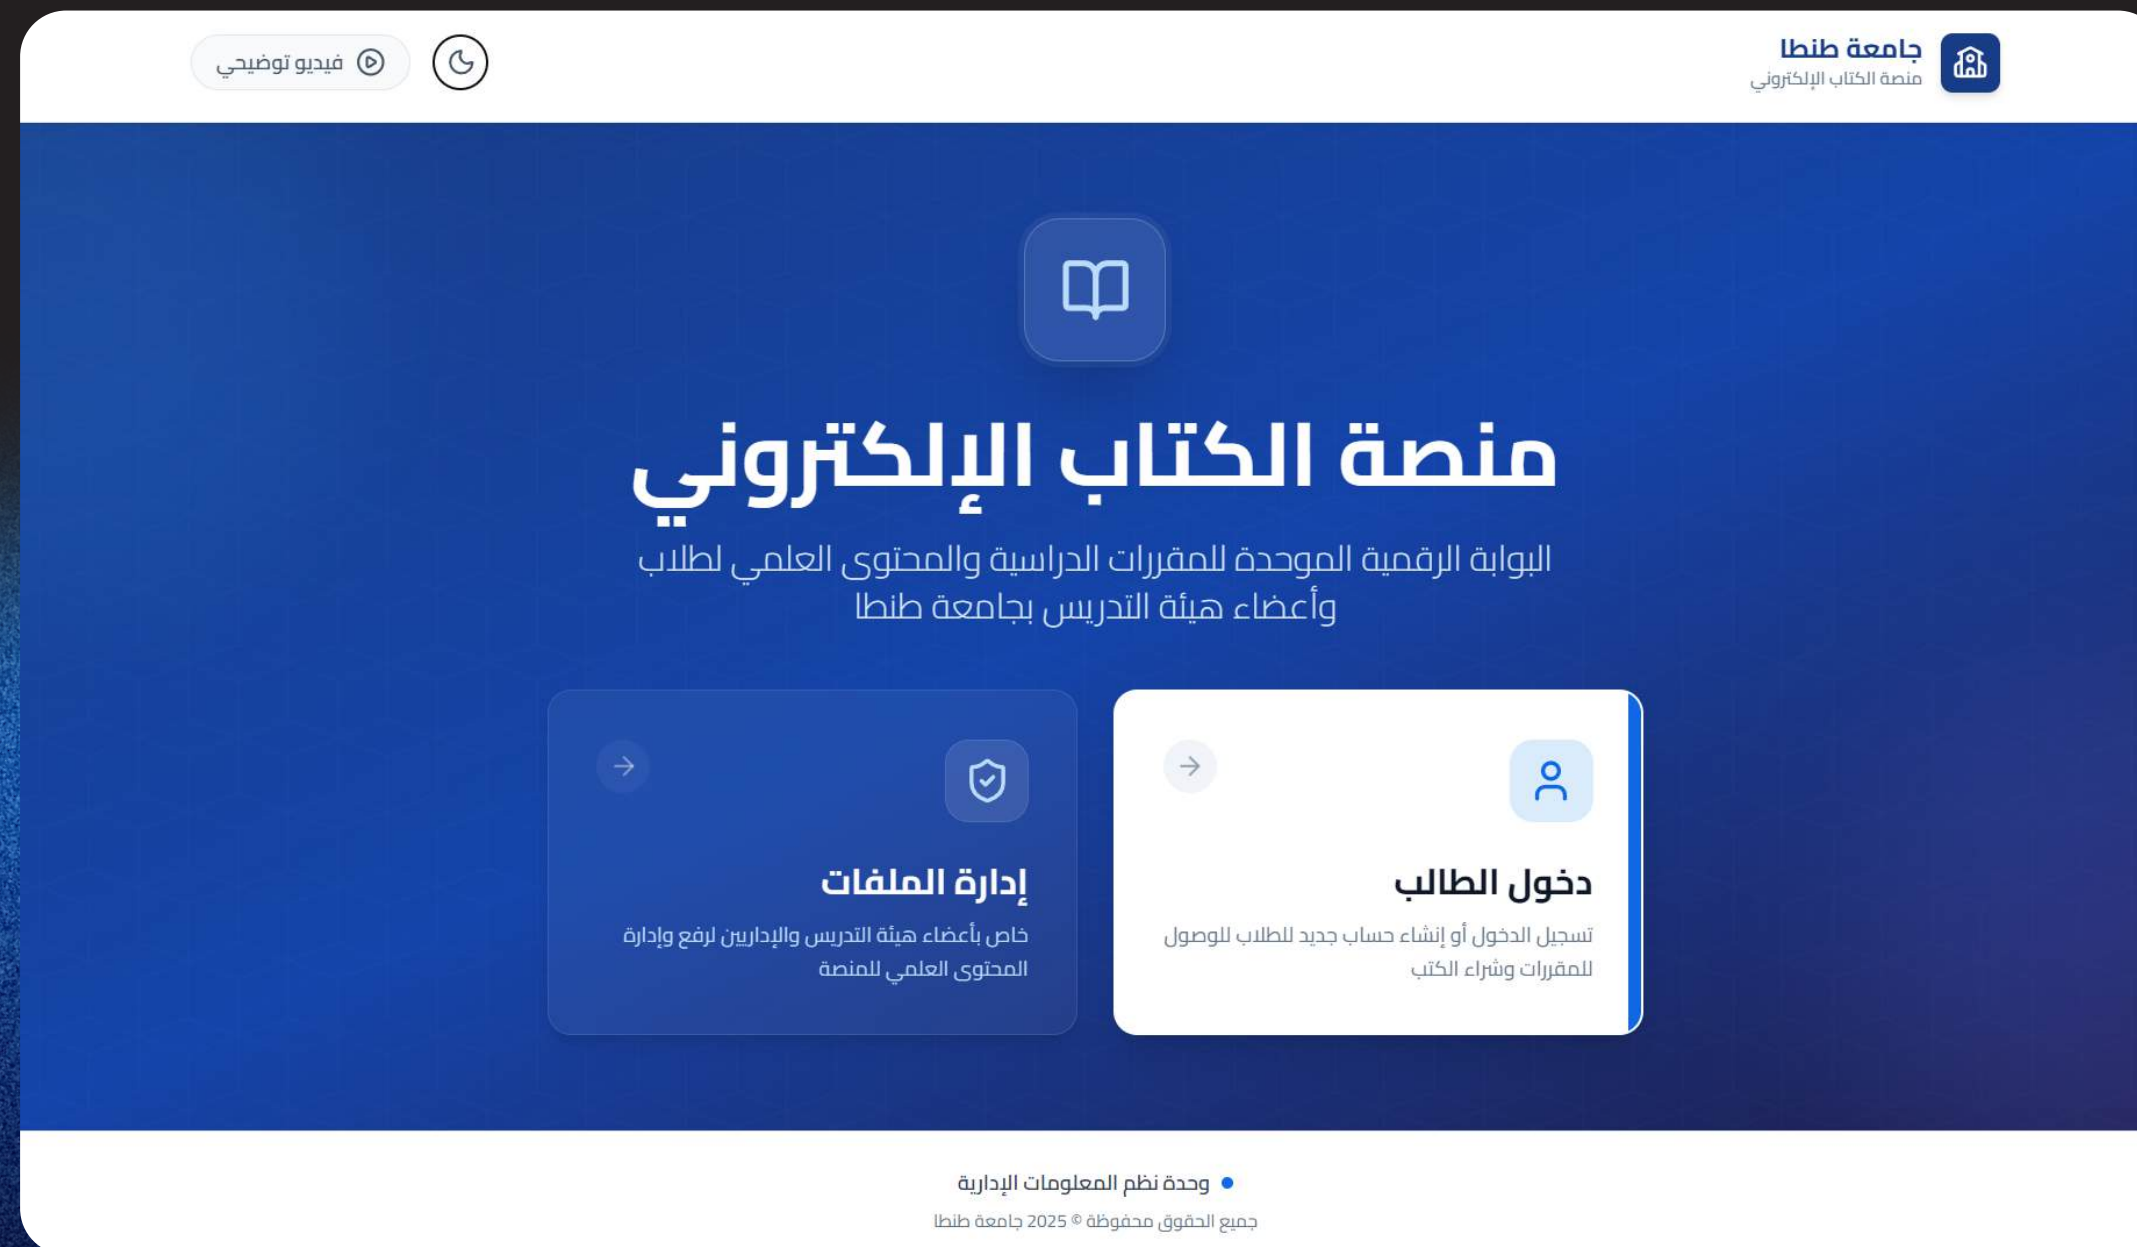 جامعة طنطا
منصة الكتاب الإلكتروني
فيديو توضيحي
منصة الكتاب الإلكتروني
البوابة الرقمية الموحدة للمقررات الدراسية والمحتوى العلمي لطلاب
وأعضاء هيئة التدريس بجامعة طنطا
دخول الطالب
تسجيل الدخول أو إنشاء حساب جديد للطلاب للوصول
للمقررات وشراء الكتب
إدارة الملفات
خاص بأعضاء هيئة التدريس والإداريين لرفع وإدارة
المحتوى العلمي للمنصة
وحدة نظم المعلومات الإدارية
جميع الحقوق محفوظة © 2025 جامعة طنطا